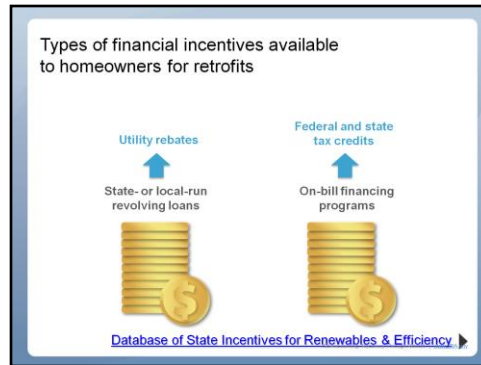 Types of financial incentives available
to homeowners for retrofits
Utility rebates
Federal and state
tax credits
State- or local-run
revolving loans
On-bill financing
programs
$
$
Database of State Incentives for Renewables & Efficiency